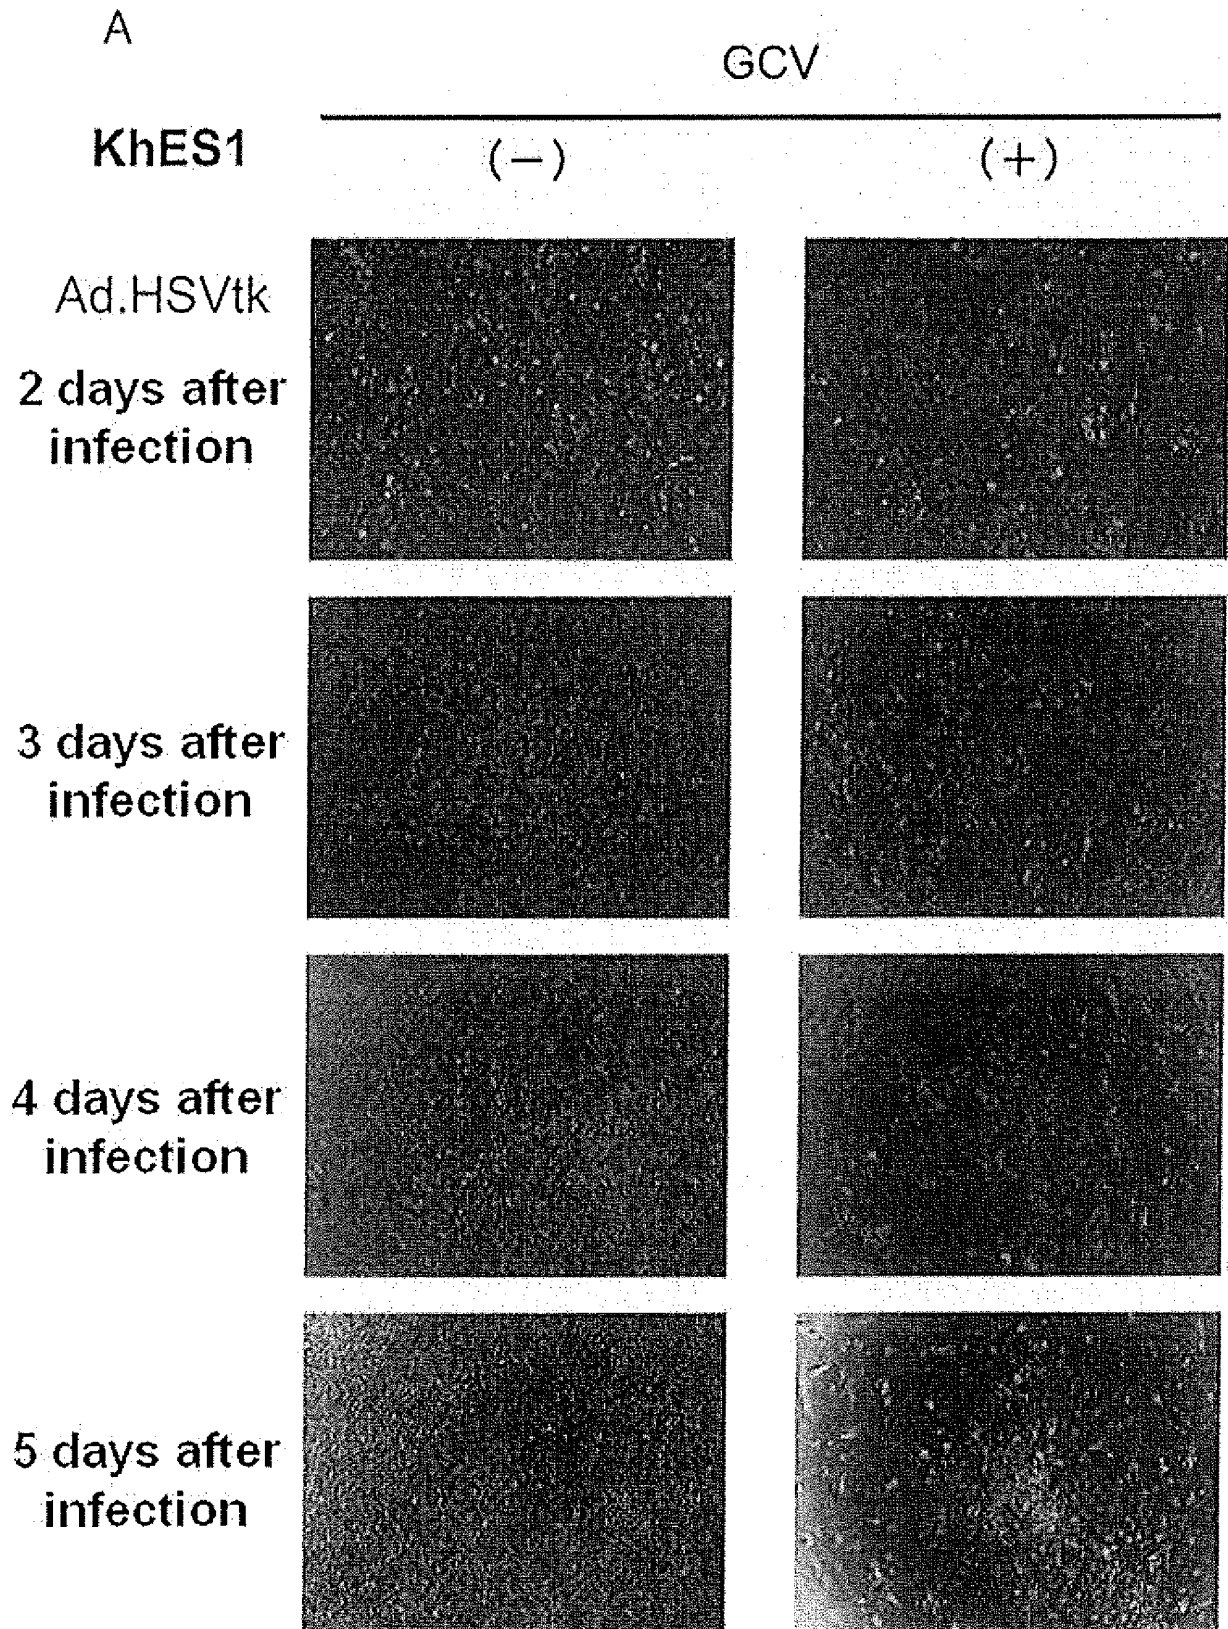 A
GCV
KhES1
(−)
(+)
Ad.HSVtk
2 days after
infection
3 days after
infection
4 days after
infection
5 days after
infection